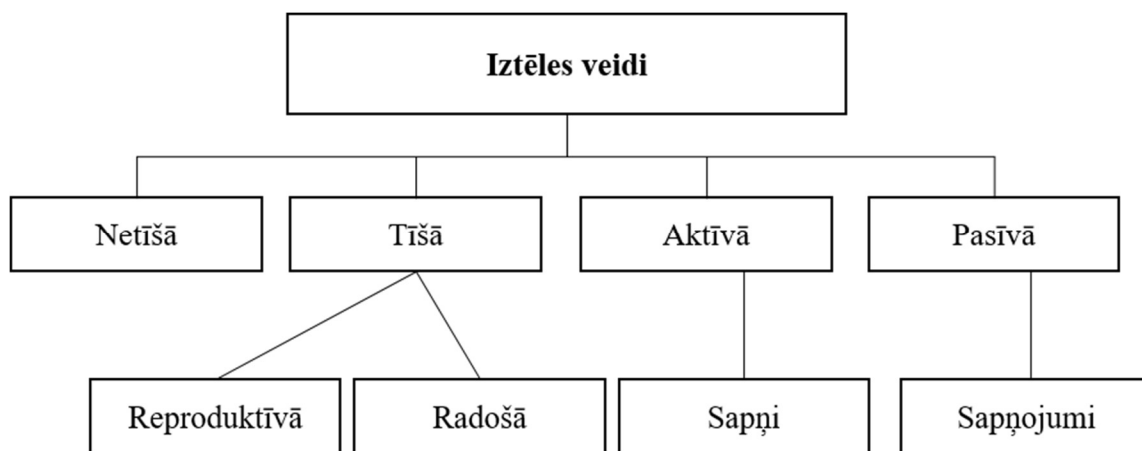 Iztēles veidi
Netīšā
Tīšā
Aktīvā
Pasīvā
Reproduktīvā
Radošā
Sapņi
Sapņojumi